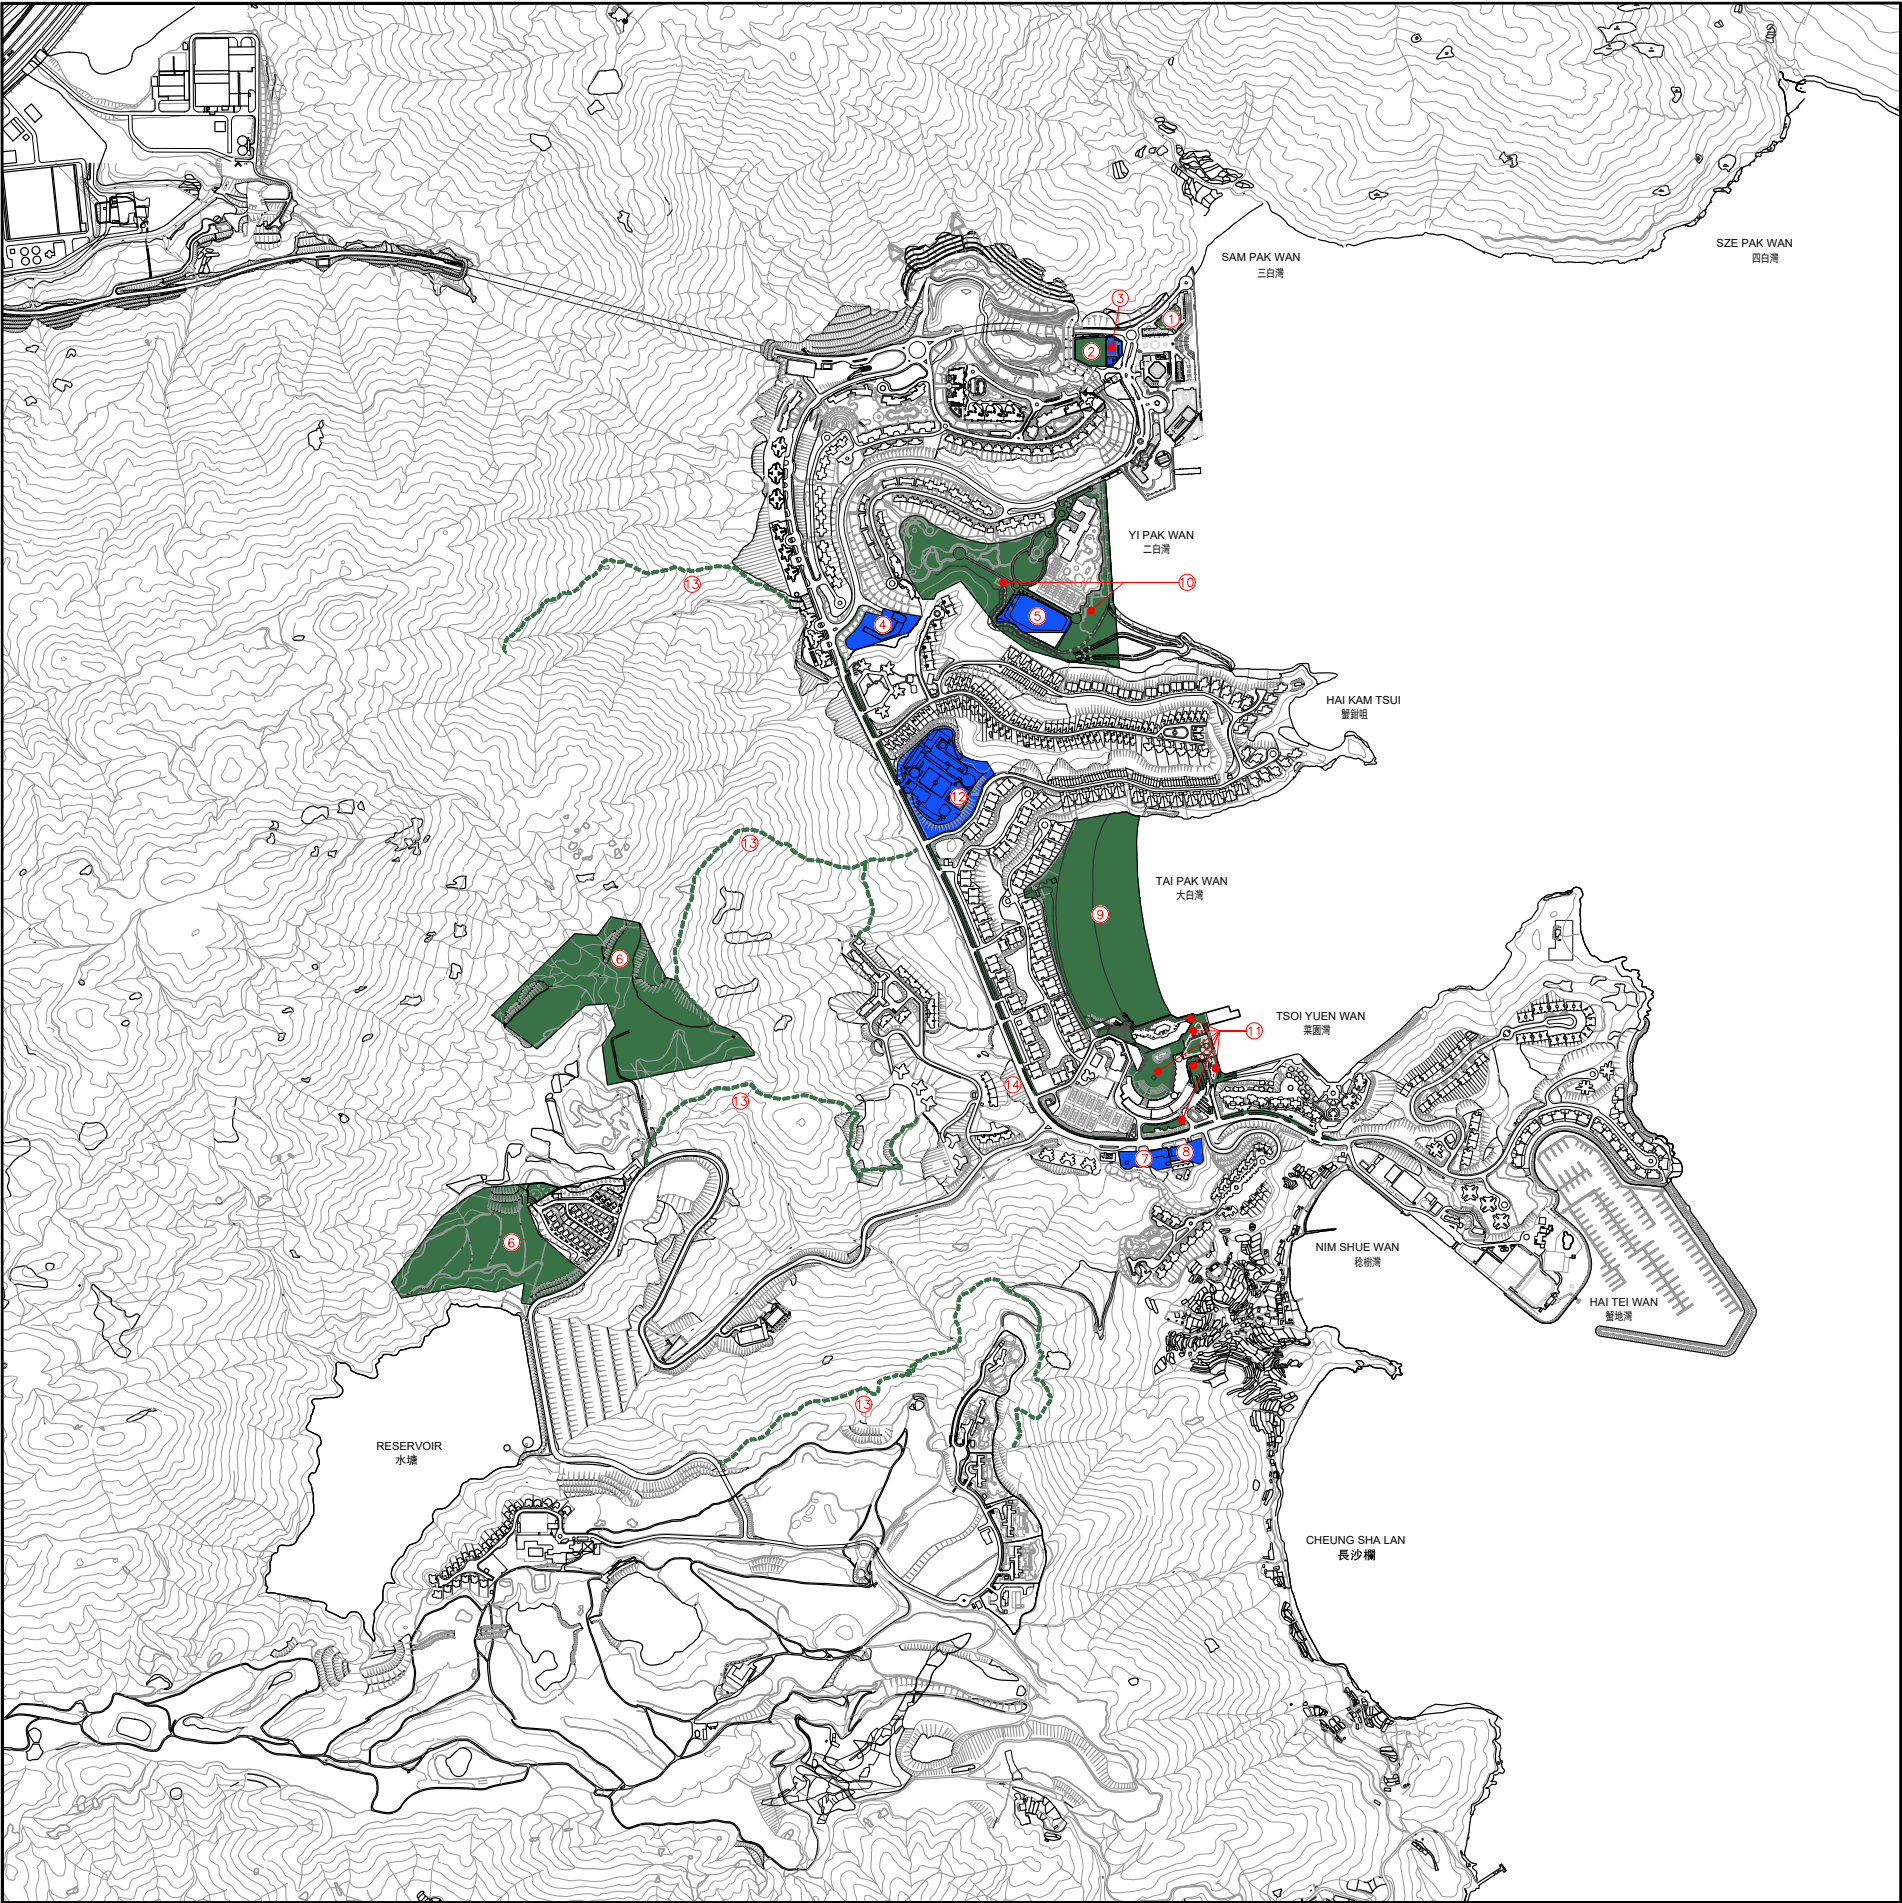 SZE PAK WAN
四白灣
SAM PAK WAN
三白灣
3
1
2
YI PAK WAN
二白灣
13
10
5
4
HAI KAM TSUI
蟹鉗咀
12
13
TAI PAK WAN
大白灣
9
6
TSOI YUEN WAN
菜園灣
11
14
13
8
7
6
NIM SHUE WAN
稔樹灣
HAI TEI WAN
蟹地灣
13
RESERVOIR
水塘
CHEUNG SHA LAN
長沙欄